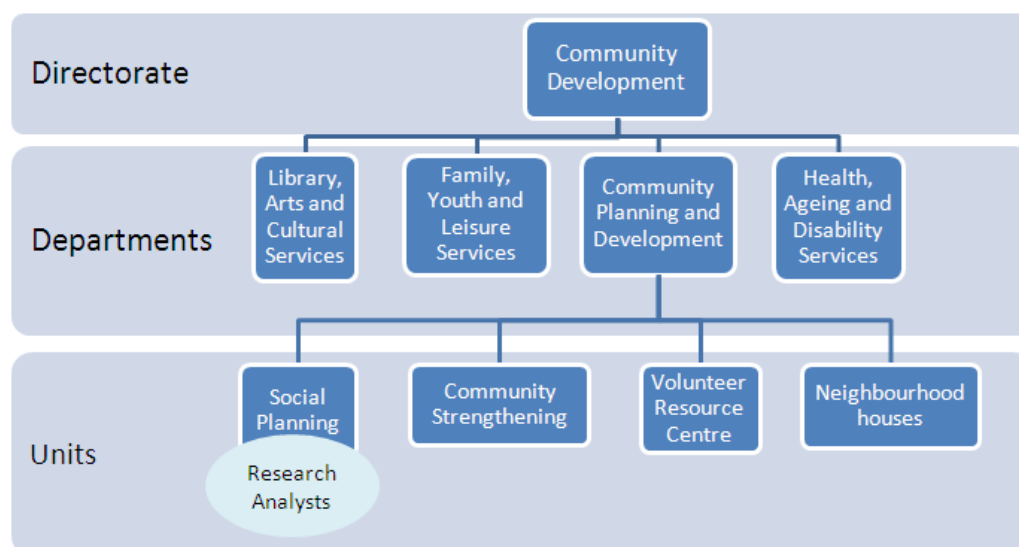 Directorate
Community
Development
Departments
Library,
Arts and
Cultural
Services
Family,
Youth and
Leisure
Services
Community
Planning and
Development
Health,
Ageing and
Disability
Services
Units
Social
Planning
Research
Analysts
Community
Strengthening
Volunteer
Resource
Centre
Neighbourhood
houses